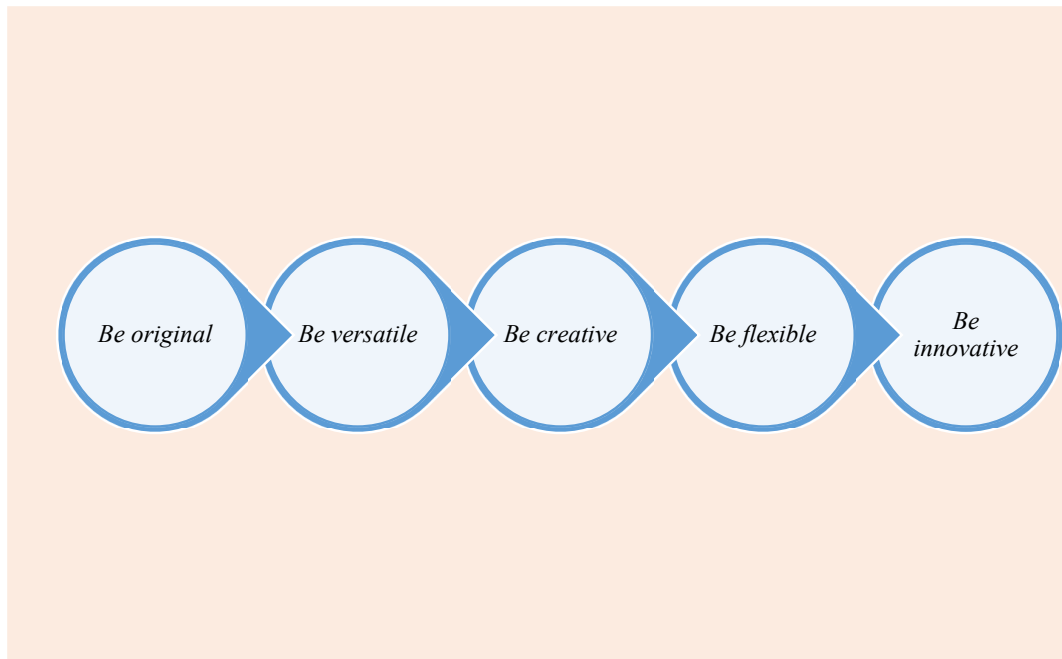 Be original
Be versatile
Be creative
Be flexible
Be
innovative